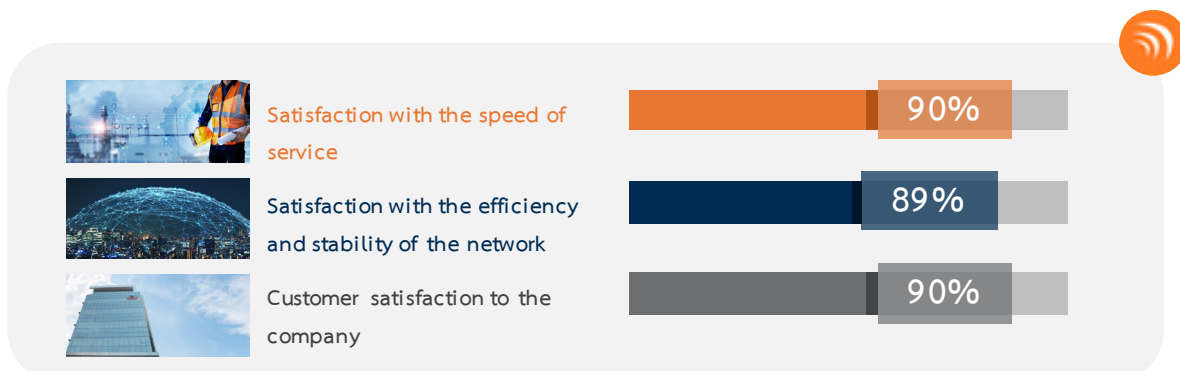 Satisfaction with the speed of
service
90%
Satisfaction with the efficiency
and stability of the network
89%
Customer satisfaction to the
company
90%